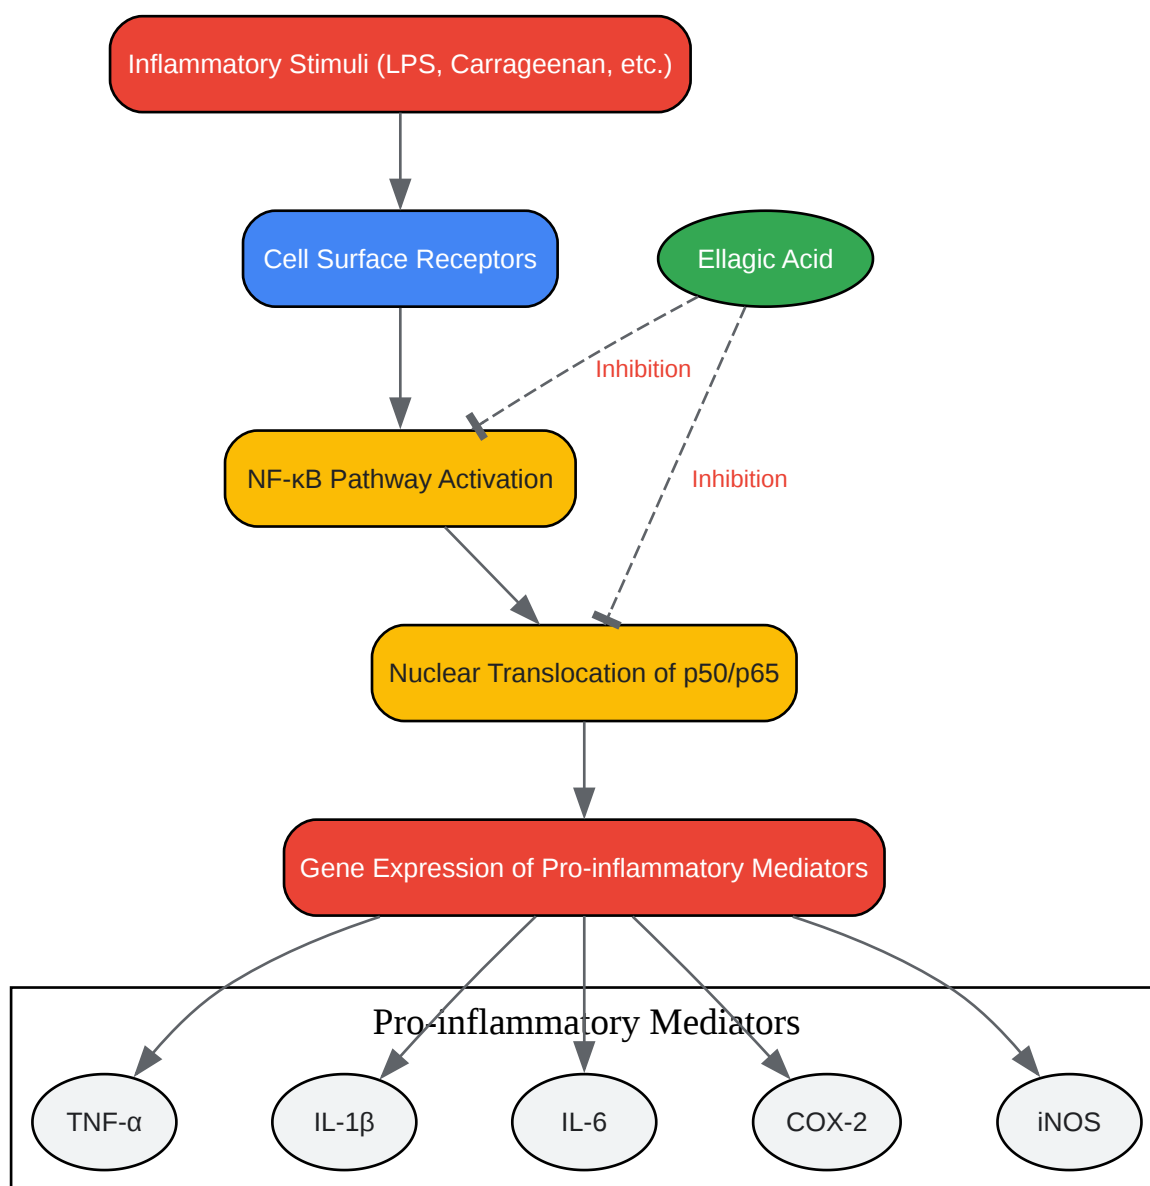 Inflammatory Stimuli (LPS, Carrageenan, etc.)
Cell Surface Receptors
Ellagic Acid
Inhibition
NF-κB Pathway Activation
Inhibition
Nuclear Translocation of p50/p65
Gene Expression of Pro-inflammatory Mediators
Pro-inflammatory Mediators
TNF-α
IL-1β
IL-6
COX-2
iNOS